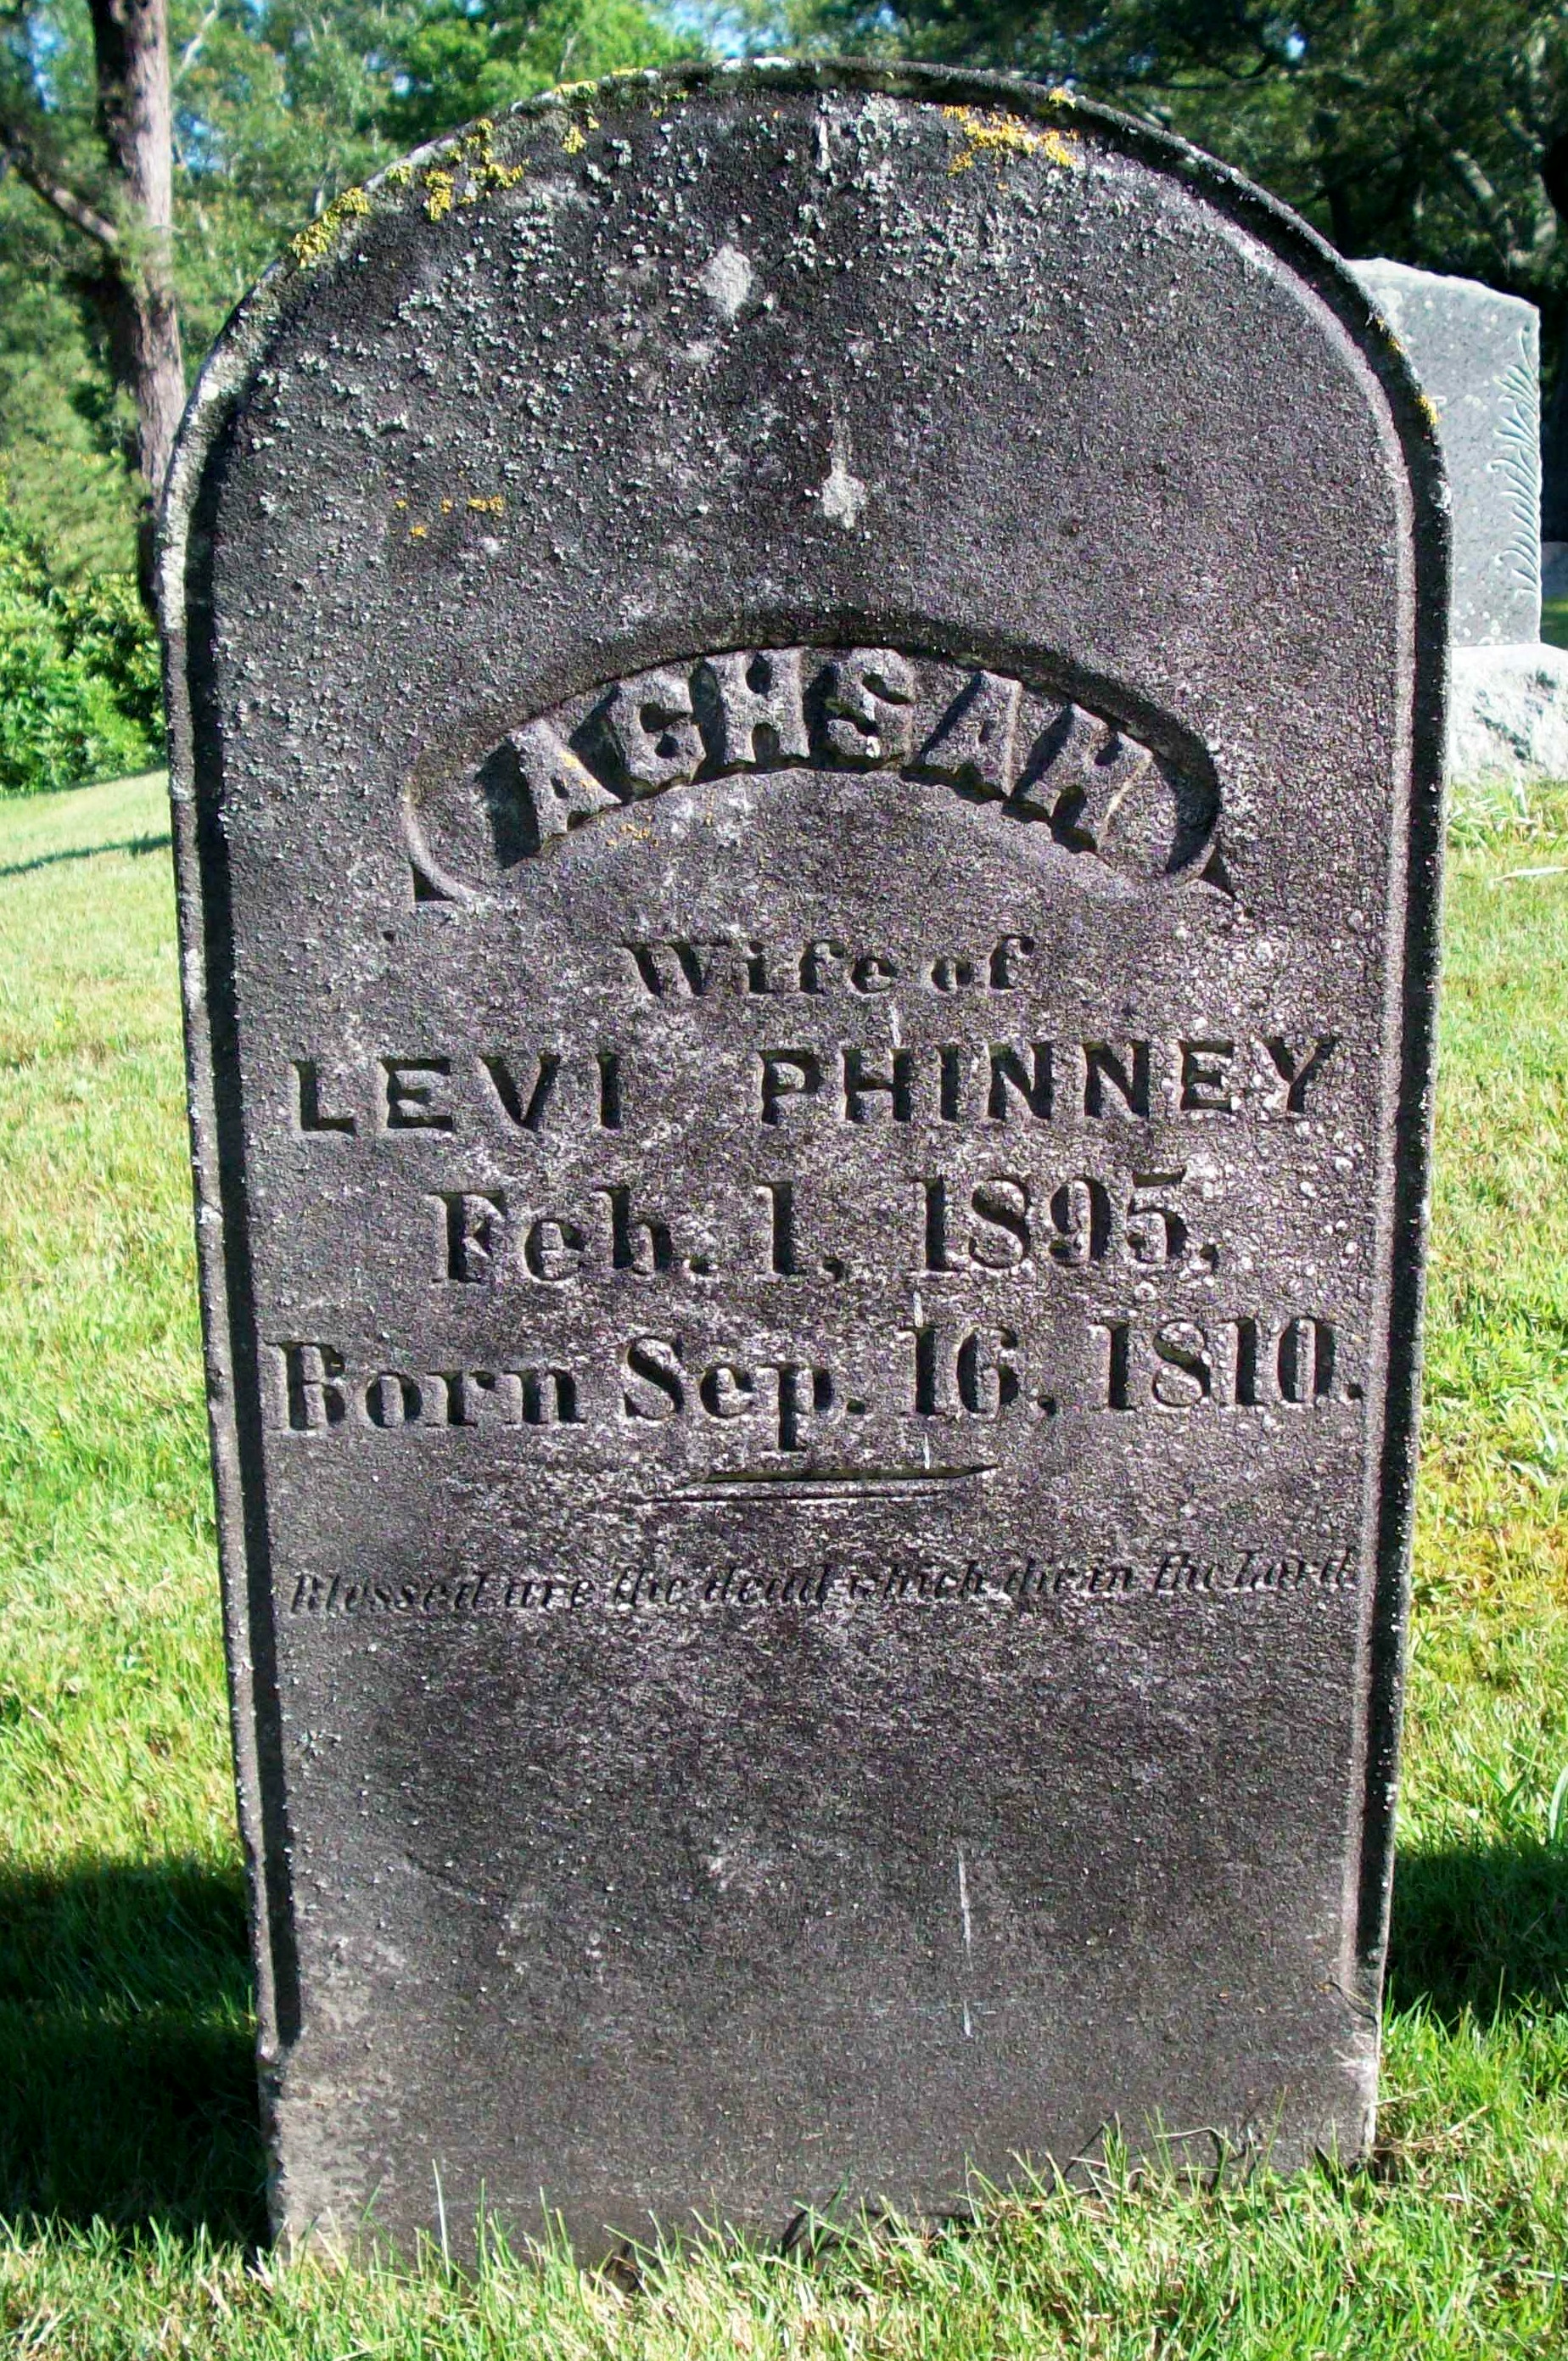 ACHSAH
Wife of
LEVI PHINNEY
Feb. 1, 1895,
Born Sep. 16, 1810.
Blessed are the dead which die in the Lord.